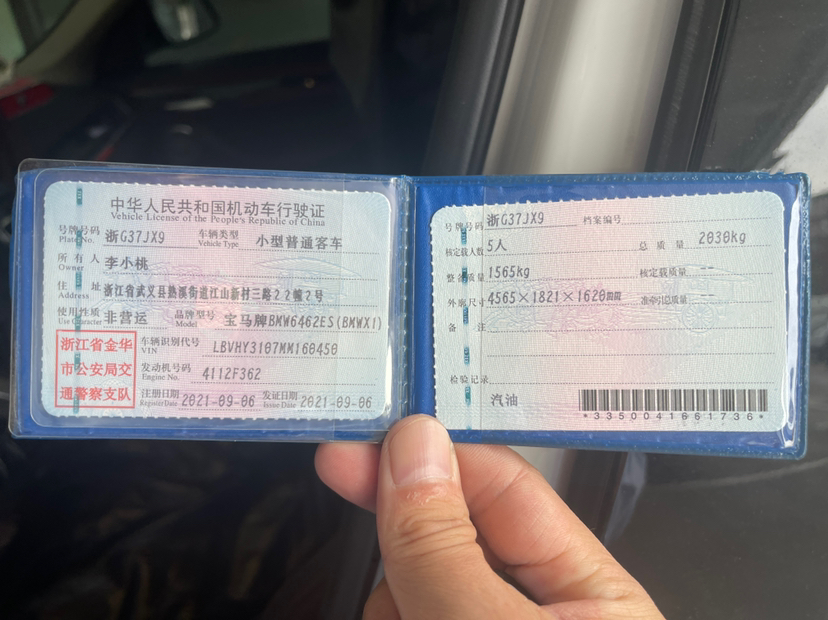 中华人民共和国机动车行驶证
Vehicle License of the People's Republic of China
号牌号码 浙G37JX9 车辆类型 小型普通客车
Plate No. Vehicle Type
所有人 李小桃
Owner
住址 浙江省武义县熟溪街道江山新村三路22幢2号
Address
使用性质 非营运 品牌型号 宝马牌BMW6462ES(BMWX1)
Use Character Model
浙江省金华
市公安局交
通警察支队
车辆识别代号 LBVHY3107MM160450
VIN
发动机号码 4112F362
Engine No.
注册日期 2021-09-06 发证日期 2021-09-06
Register Date Issue Date
号牌号码 浙G37JX9 档案编号
核定载人数 5人 总质量 2030kg
整备质量 1565kg 核定载质量 --
外廓尺寸 4565×1821×1620mm 准牵引总质量 --
备注
检验记录
汽油
*3350041661736*